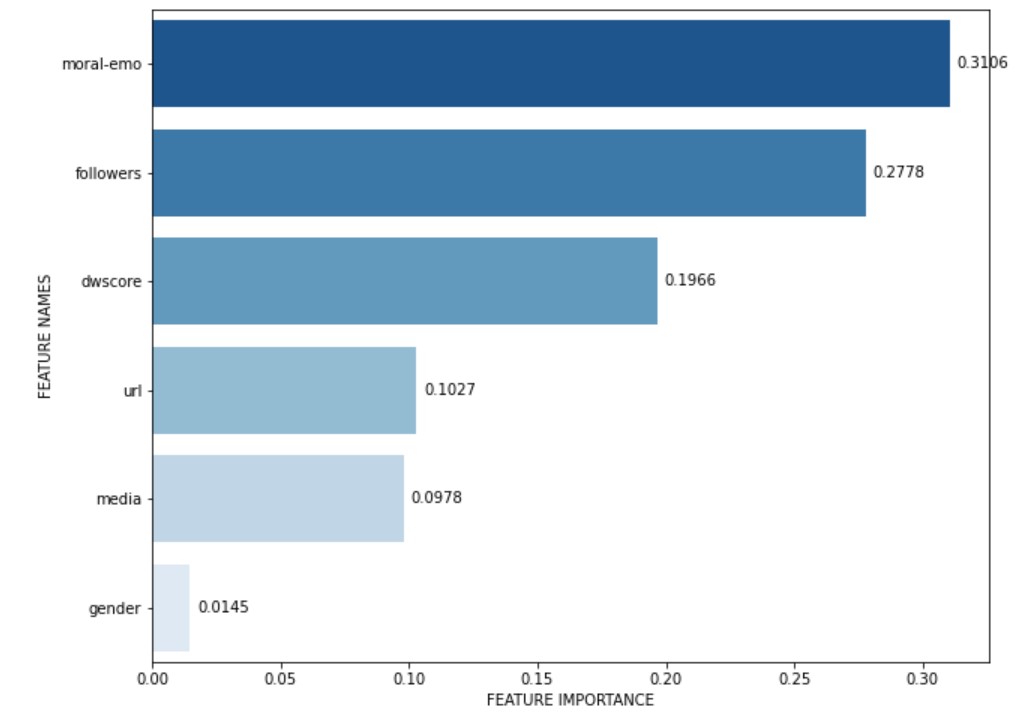 FEATURE NAMES
moral-emo 0.3106
followers 0.2778
dwscore 0.1966
url 0.1027
media 0.0978
gender 0.0145
0.00 0.05 0.10 0.15 0.20 0.25 0.30
FEATURE IMPORTANCE